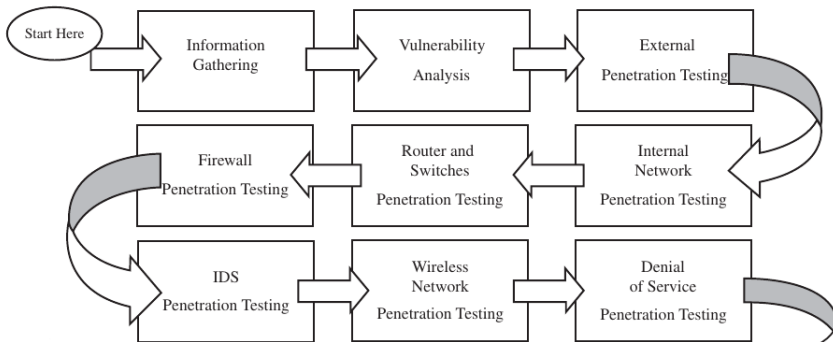 Start Here
Information
Gathering
Vulnerability
Analysis
External
Penetration Testing
Internal
Network
Penetration Testing
Router and
Switches
Penetration Testing
Firewall
Penetration Testing
IDS
Penetration Testing
Wireless
Network
Penetration Testing
Denial
of Service
Penetration Testing